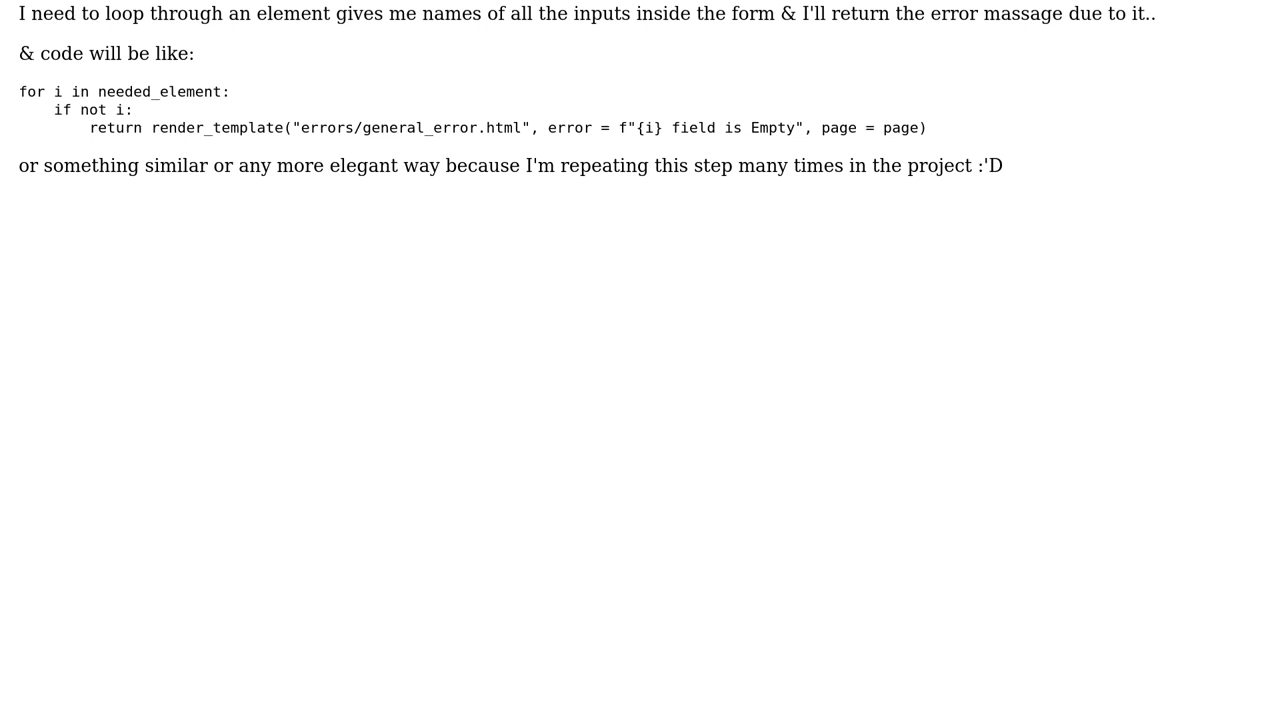 I need to loop through an element gives me names of all the inputs inside the form & I'll return the error massage due to it..
& code will be like:
for i in needed_element:
    if not i:
        return render_template("errors/general_error.html", error = f"{i} field is Empty", page = page)
or something similar or any more elegant way because I'm repeating this step many times in the project :'D